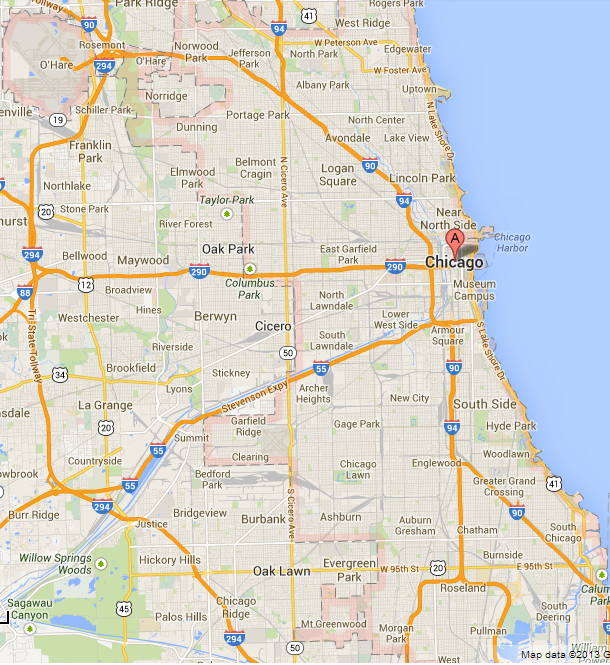 Tollway
Park Ridge
Rogers Park
90
94
41
West Ridge
Rosemont
Norwood
Park
Jefferson
Park
North Park
W Peterson Ave
Edgewater
O'Hare
O'Hare
294
W Foster Ave
Norridge
Albany Park
Uptown
Schiller Park
19
Dunning
Portage Park
North Center
N Lake Shore Dr
Franklin
Park
Avondale
Lake View
Belmont
Cragin
N Cicero Ave
Logan
Square
90
Northlake
Elmwood
Park
Lincoln Park
20
Stone Park
Taylor Park
94
River Forest
Near
North Side
A
Chicago
Harbor
294
Bellwood
Maywood
Oak Park
East Garfield
Park
Chicago
290
290
88
12
Broadview
Columbus
Park
Museum
Campus
Hines
North
Lawndale
Westchester
Berwyn
Cicero
Lower
West Side
Tri State Tollway
Armour
Square
S Lake Shore Dr
Riverside
50
South
Lawndale
Brookfield
34
Stickney
55
90
Lyons
Archer
Heights
New City
La Grange
Stevenson Expy
South Side
20
Garfield
Ridge
Gage Park
94
Hyde Park
Summit
55
Countryside
Clearing
Chicago
Lawn
Englewood
Woodlawn
Bedford
Park
55
Greater Grand
Crossing
41
294
Burr Ridge
Justice
Bridgeview
Burbank
S Cicero Ave
Ashburn
Auburn
Gresham
90
Chatham
South
Chicago
Willow Springs
Woods
Hickory Hills
Burnside
Oak Lawn
Evergreen
Park
W 95th St
20
E 95th St
Roseland
Sagawau
Canyon
45
Chicago
Ridge
Palos Hills
294
50
Mt Greenwood
Morgan
Park
Pullman
South
Deering
Map data ©2013 G